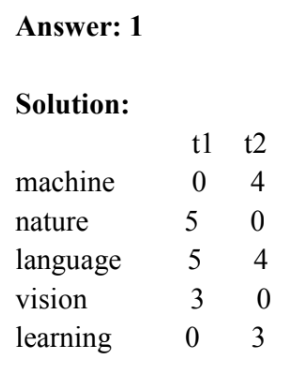 Answer: 1
Solution:
t1 t2
machine 0 4
nature 5 0
language 5 4
vision 3 0
learning 0 3